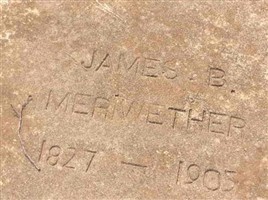 JAMES B.
MERIWETHER
1827 — 1905